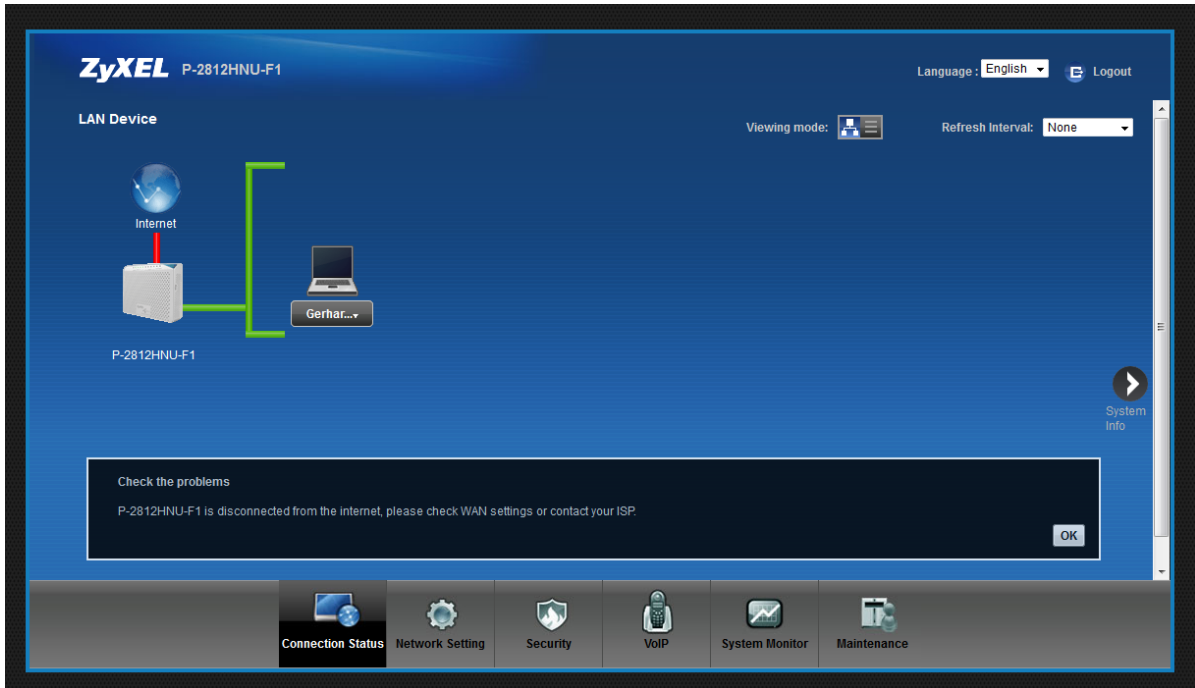 ZyXEL P-2812HNU-F1
Language : English
Logout
LAN Device
Viewing mode:
Refresh Interval: None
Internet
Gerhar...
P-2812HNU-F1
System
Info
Check the problems
P-2812HNU-F1 is disconnected from the internet, please check WAN settings or contact your ISP.
OK
Connection Status
Network Setting
Security
VoIP
System Monitor
Maintenance